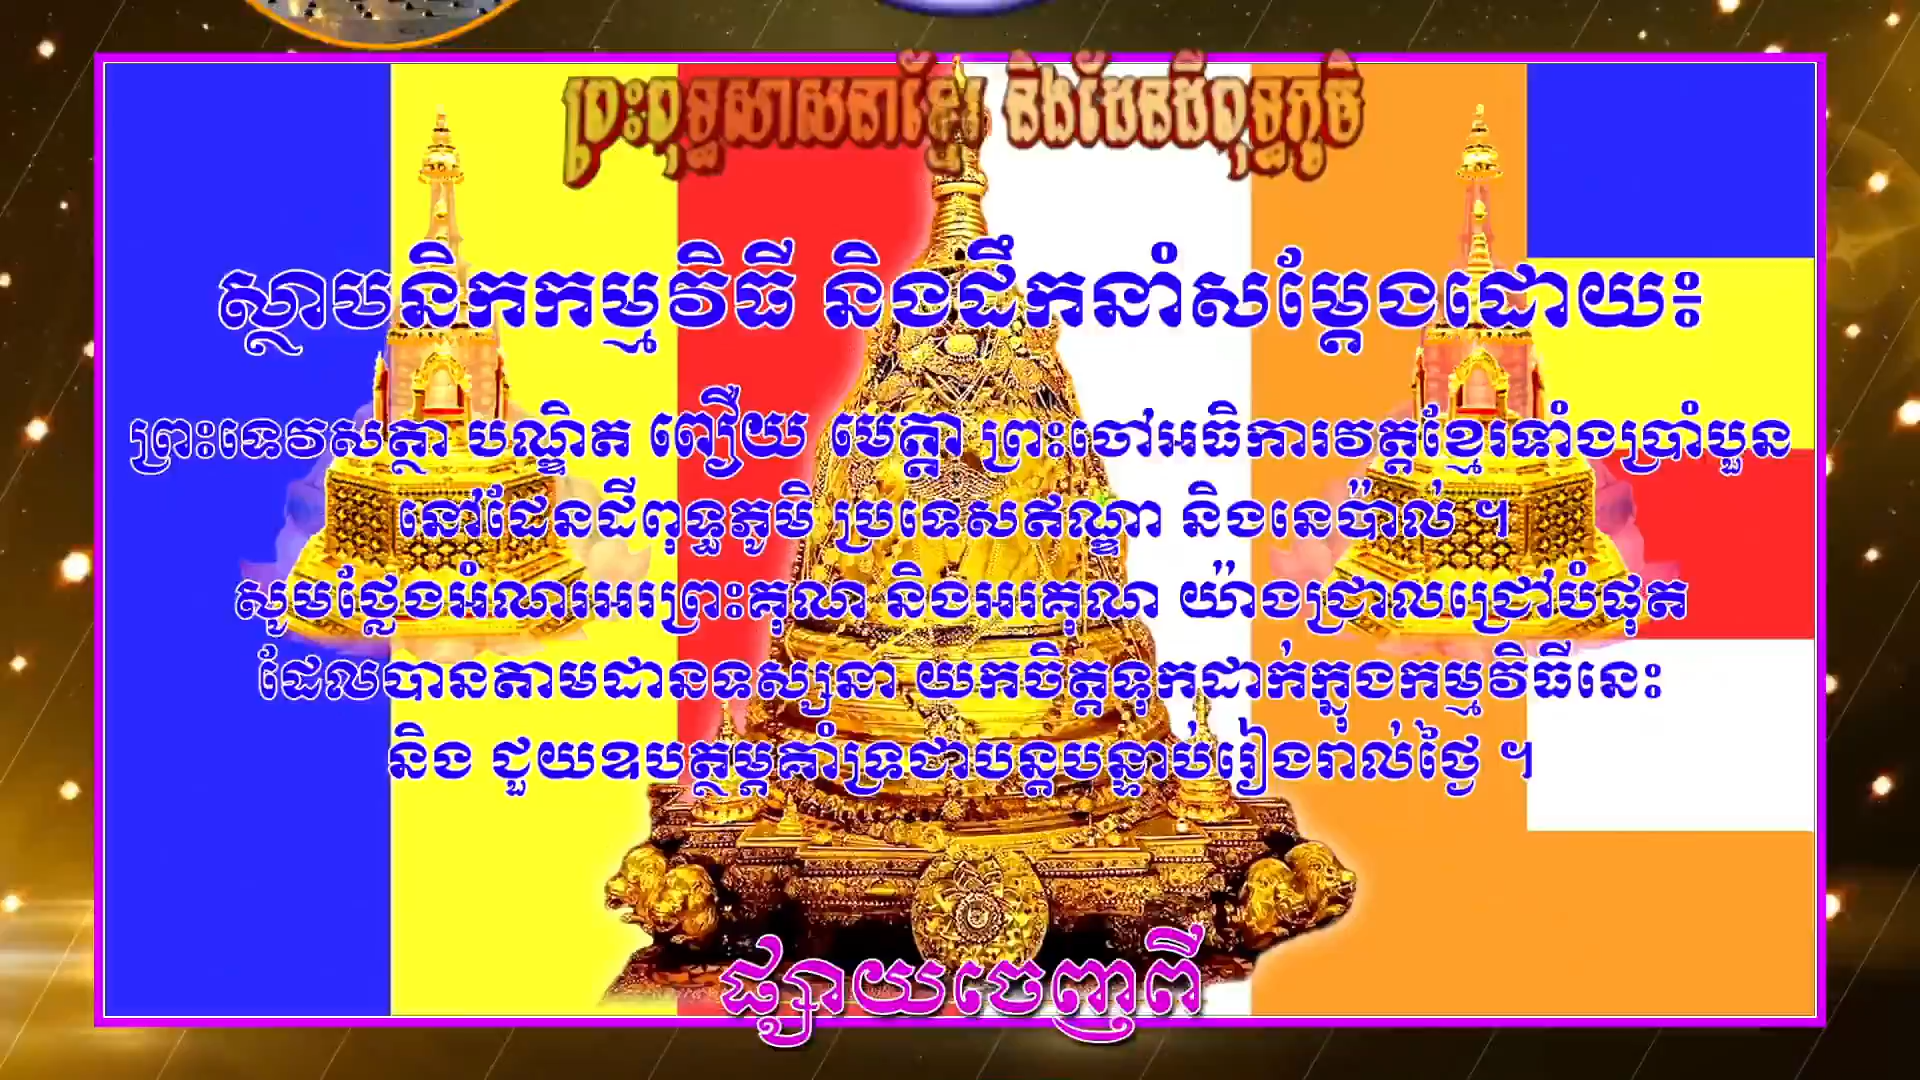 ព្រះពុទ្ធសាសនាខ្មែរ និងដែនដីពុទ្ធភូមិ
ស្ថាបនិកកម្មវិធី និងដឹកនាំសម្ដែងដោយ៖
ព្រះទេវសត្ថា បណ្ឌិត ញឿយ មេត្តា ព្រះចៅអធិការវត្តខ្មែរទាំងប្រាំបួន
នៅដែនដីពុទ្ធភូមិ ប្រទេសឥណ្ឌា និងនេប៉ាល់ ។
សូមថ្លែងអំណរអរព្រះគុណ និងអរគុណ យ៉ាងជ្រាលជ្រៅបំផុត
ដែលបានតាមដានទស្សនា យកចិត្តទុកដាក់ក្នុងកម្មវិធីនេះ
និង ជួយឧបត្ថម្ភគាំទ្រជាបន្តបន្ទាប់រៀងរាល់ថ្ងៃ ។
ផ្សាយចេញពី